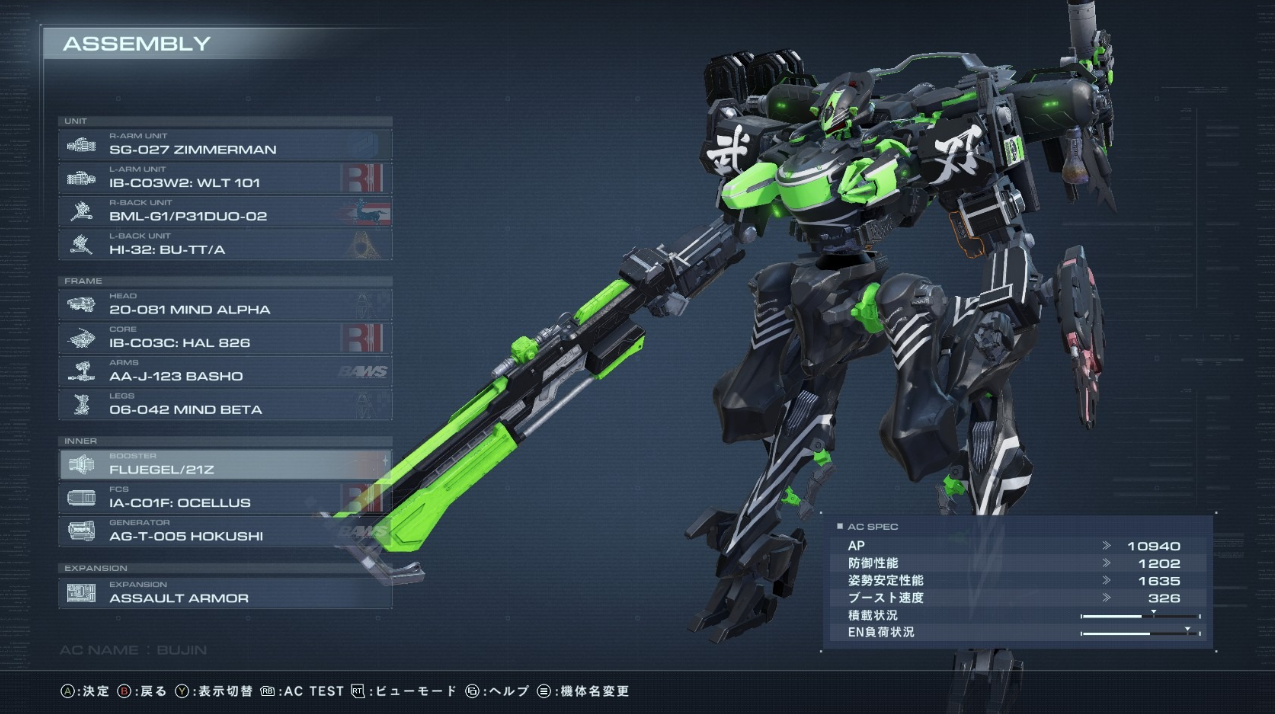 ASSEMBLY
UNIT
R-ARM UNIT
SG-027 ZIMMERMAN
L-ARM UNIT
IB-C03W2: WLT 101
R-BACK UNIT
BML-G1/P31DUO-02
L-BACK UNIT
HI-32: BU-TT/A
FRAME
HEAD
20-081 MIND ALPHA
CORE
IB-C03C: HAL 826
ARMS
AA-J-123 BASHO
BAWS
LEGS
06-042 MIND BETA
INNER
BOOSTER
FLUEGEL/21Z
FCS
IA-C01F: OCELLUS
GENERATOR
AG-T-005 HOKUSHI
BAWS
EXPANSION
EXPANSION
ASSAULT ARMOR
AC NAME : BUJIN
武
刃
AC SPEC
AP 10940
防御性能 1202
姿勢安定性能 1635
ブースト速度 326
積載状況
EN負荷状況
A:決定 B:戻る Y:表示切替 RB:AC TEST RT:ビューモード :ヘルプ :機体名変更